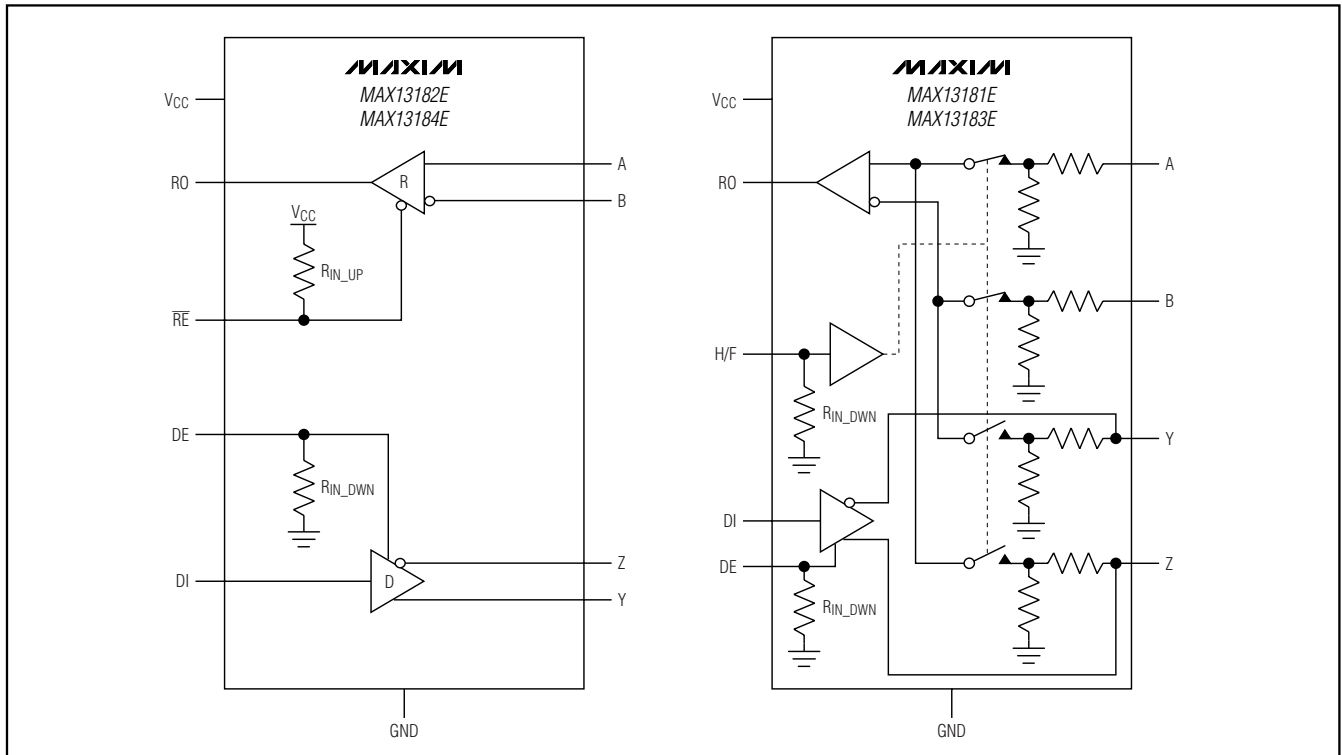 MAXIM
MAX13182E
MAX13184E
VCC
RO
R
A
B
VCC
RIN_UP
RE
DE
RIN_DWN
DI
D
Z
Y
GND
MAXIM
MAX13181E
MAX13183E
VCC
RO
A
B
H/F
RIN_DWN
Y
DI
DE
RIN_DWN
Z
GND